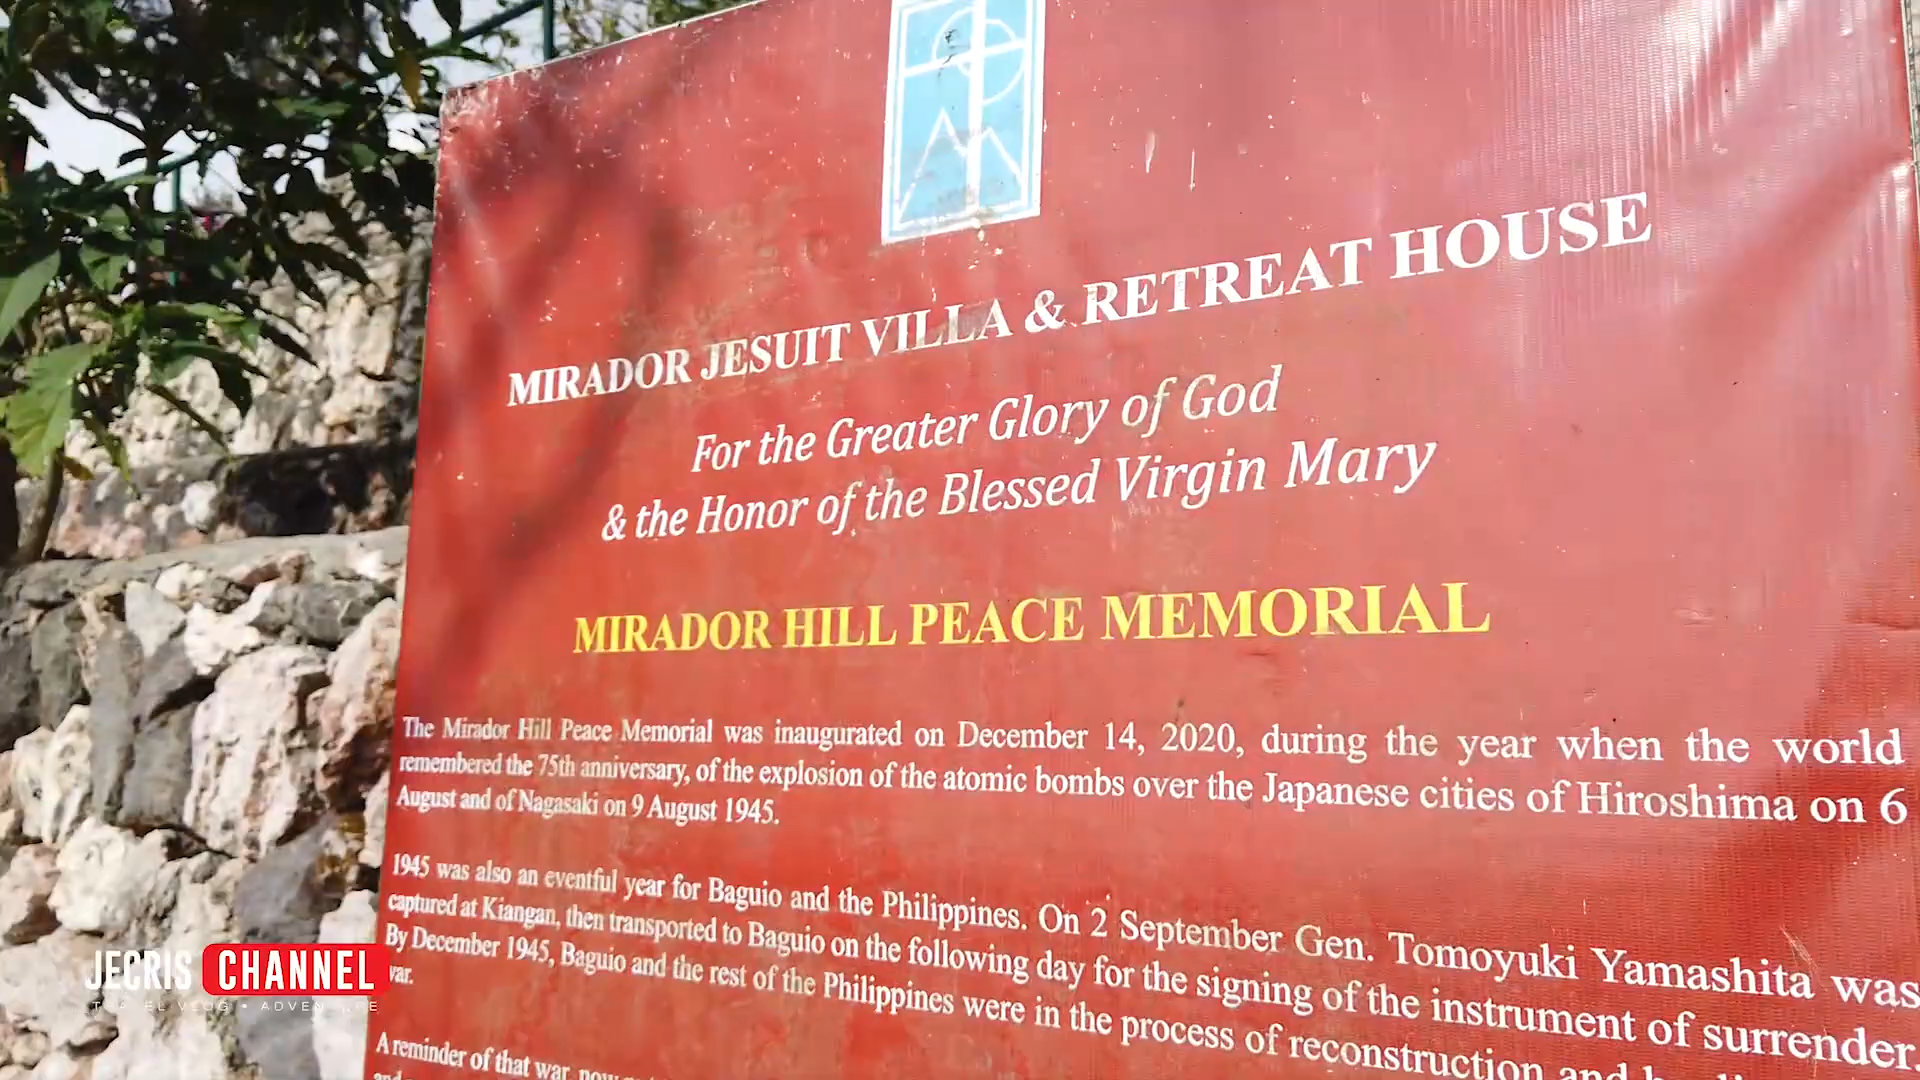 MIRADOR JESUIT VILLA & RETREAT HOUSE
For the Greater Glory of God
& the Honor of the Blessed Virgin Mary
MIRADOR HILL PEACE MEMORIAL
The Mirador Hill Peace Memorial was inaugurated on December 14, 2020, during the year when the world
remembered the 75th anniversary, of the explosion of the atomic bombs over the Japanese cities of Hiroshima on 6
August and of Nagasaki on 9 August 1945.
1945 was also an eventful year for Baguio and the Philippines. On 2 September Gen. Tomoyuki Yamashita was
captured at Kiangan, then transported to Baguio on the following day for the signing of the instrument of surrender.
By December 1945, Baguio and the rest of the Philippines were in the process of reconstruction and
war.
A reminder of that war, now
JECRIS CHANNEL
TRAVEL VLOG • ADVENTURE